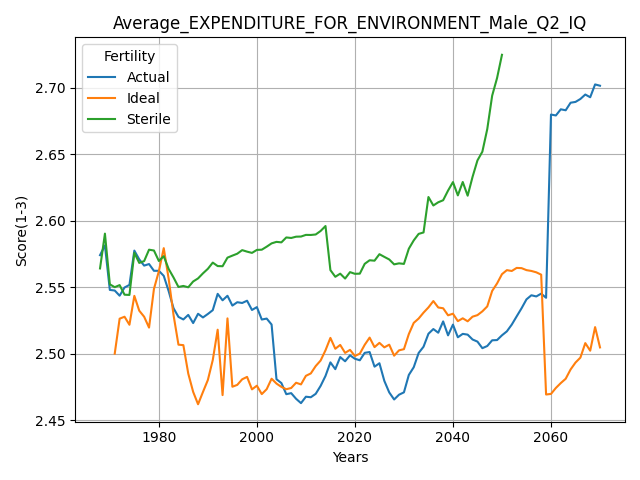 Average_EXPENDITURE_FOR_ENVIRONMENT_Male_Q2_IQ
Fertility
Actual
Ideal
Sterile
Score(1-3)
2.70
2.65
2.60
2.55
2.50
2.45
1980
2000
2020
2040
2060
Years